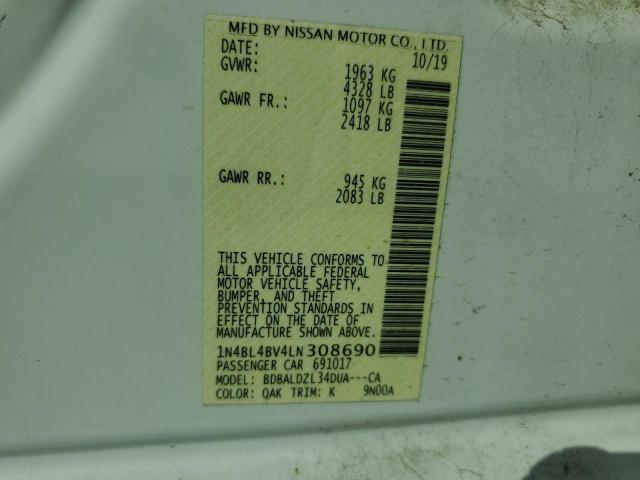 MFD BY NISSAN MOTOR CO., LTD.
DATE: 10/19
GVWR: 1963 KG
4328 LB
GAWR FR.: 1097 KG
2418 LB
GAWR RR.: 945 KG
2083 LB
THIS VEHICLE CONFORMS TO
ALL APPLICABLE FEDERAL
MOTOR VEHICLE SAFETY,
BUMPER, AND THEFT
PREVENTION STANDARDS IN
EFFECT ON THE DATE OF
MANUFACTURE SHOWN ABOVE.
1N4BL4BV4LN308690
PASSENGER CAR 691017
MODEL: BDBALDZL34DUA---CA
COLOR: QAK TRIM: K 9N00A